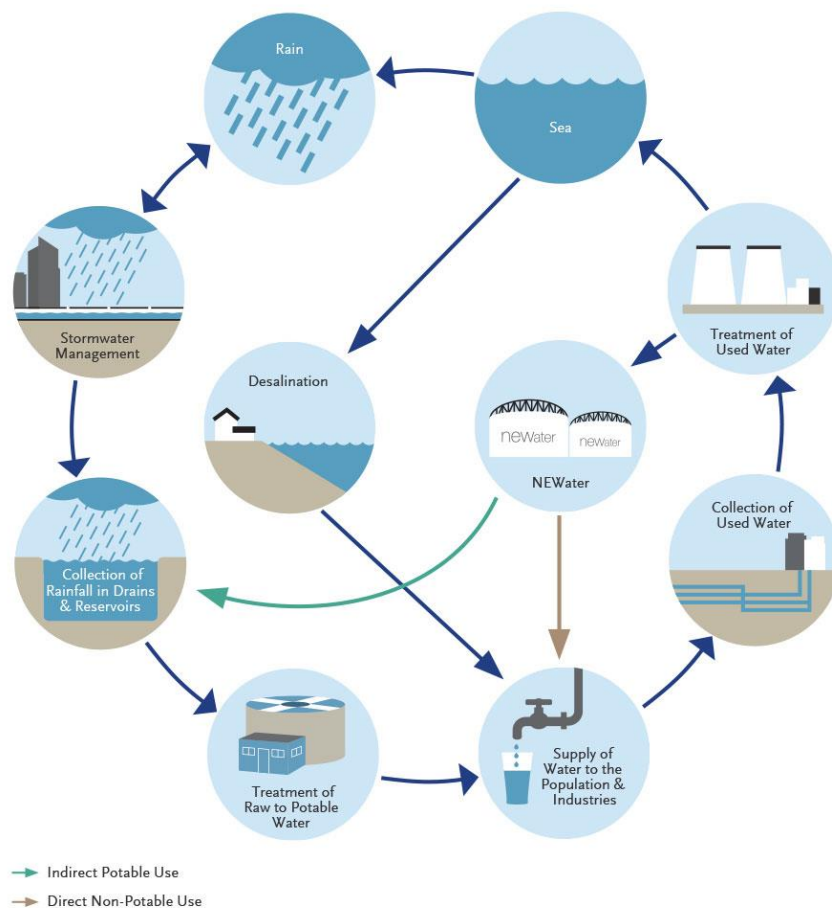 Rain
Sea
Stormwater
Management
Treatment of
Used Water
Desalination
newater
newater
NEWater
Collection of
Used Water
Collection of
Rainfall in Drains
& Reservoirs
Treatment of
Raw to Potable
Water
Supply of
Water to the
Population &
Industries
Indirect Potable Use
Direct Non-Potable Use